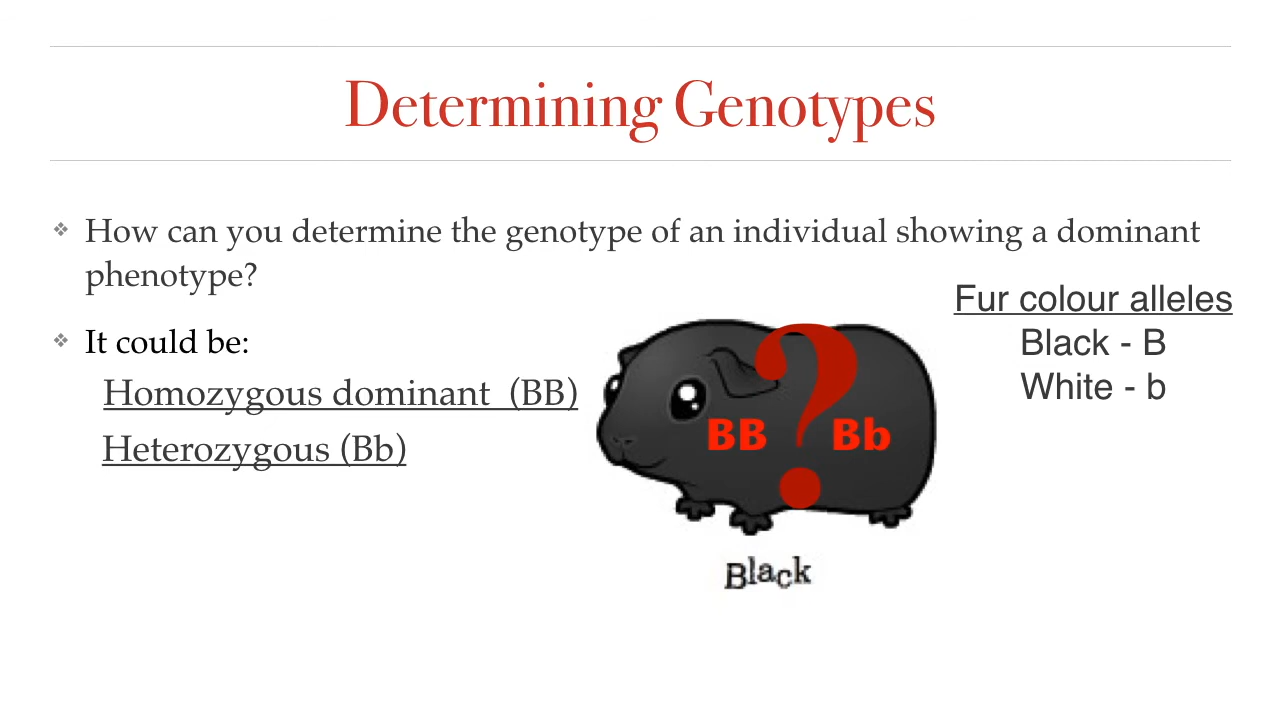 Determining Genotypes
How can you determine the genotype of an individual showing a dominant
phenotype?
It could be:
Homozygous dominant (BB)
Heterozygous (Bb)
Fur colour alleles
Black - B
White - b
BB ? Bb
Black